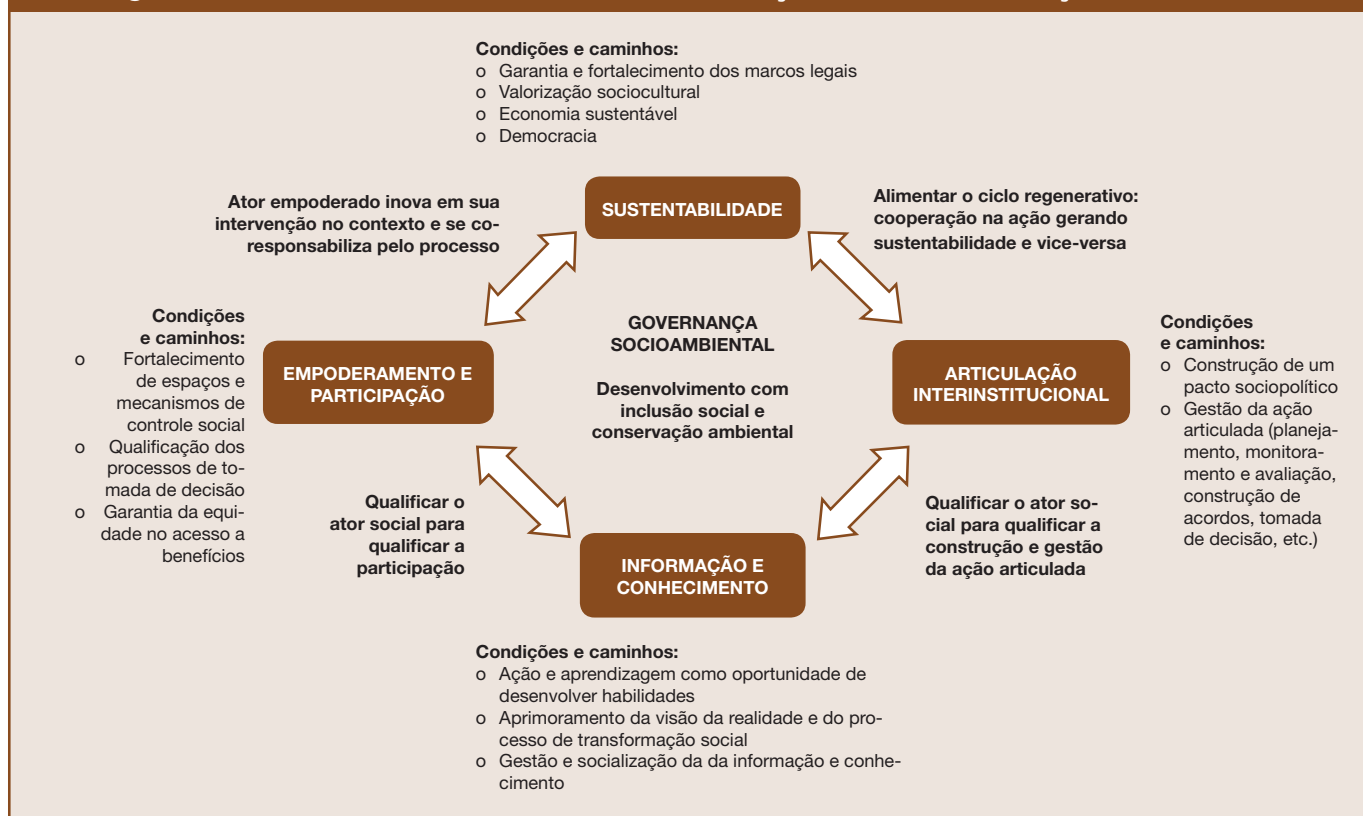 Condições e caminhos:
o Garantia e fortalecimento dos marcos legais
o Valorização sociocultural
o Economia sustentável
o Democracia
Ator empoderado inova em sua
intervenção no contexto e se co-
responsabiliza pelo processo
SUSTENTABILIDADE
Alimentar o ciclo regenerativo:
cooperação na ação gerando
sustentabilidade e vice-versa
Condições
e caminhos:
o Fortalecimento
de espaços e
mecanismos de
controle social
o Qualificação dos
processos de to-
mada de decisão
o Garantia da equi-
dade no acesso a
benefícios
EMPODERAMENTO E
PARTICIPAÇÃO
GOVERNANÇA
SOCIOAMBIENTAL
Desenvolvimento com
inclusão social e
conservação ambiental
ARTICULAÇÃO
INTERINSTITUCIONAL
Condições
e caminhos:
o Construção de um
pacto sociopolítico
o Gestão da ação
articulada (planeja-
mento, monitora-
mento e avaliação,
construção de
acordos, tomada
de decisão, etc.)
Qualificar o
ator social para
qualificar a
participação
INFORMAÇÃO E
CONHECIMENTO
Qualificar o ator so-
cial para qualificar a
construção e gestão
da ação articulada
Condições e caminhos:
o Ação e aprendizagem como oportunidade de
desenvolver habilidades
o Aprimoramento da visão da realidade e do pro-
cesso de transformação social
o Gestão e socialização da da informação e conhe-
cimento